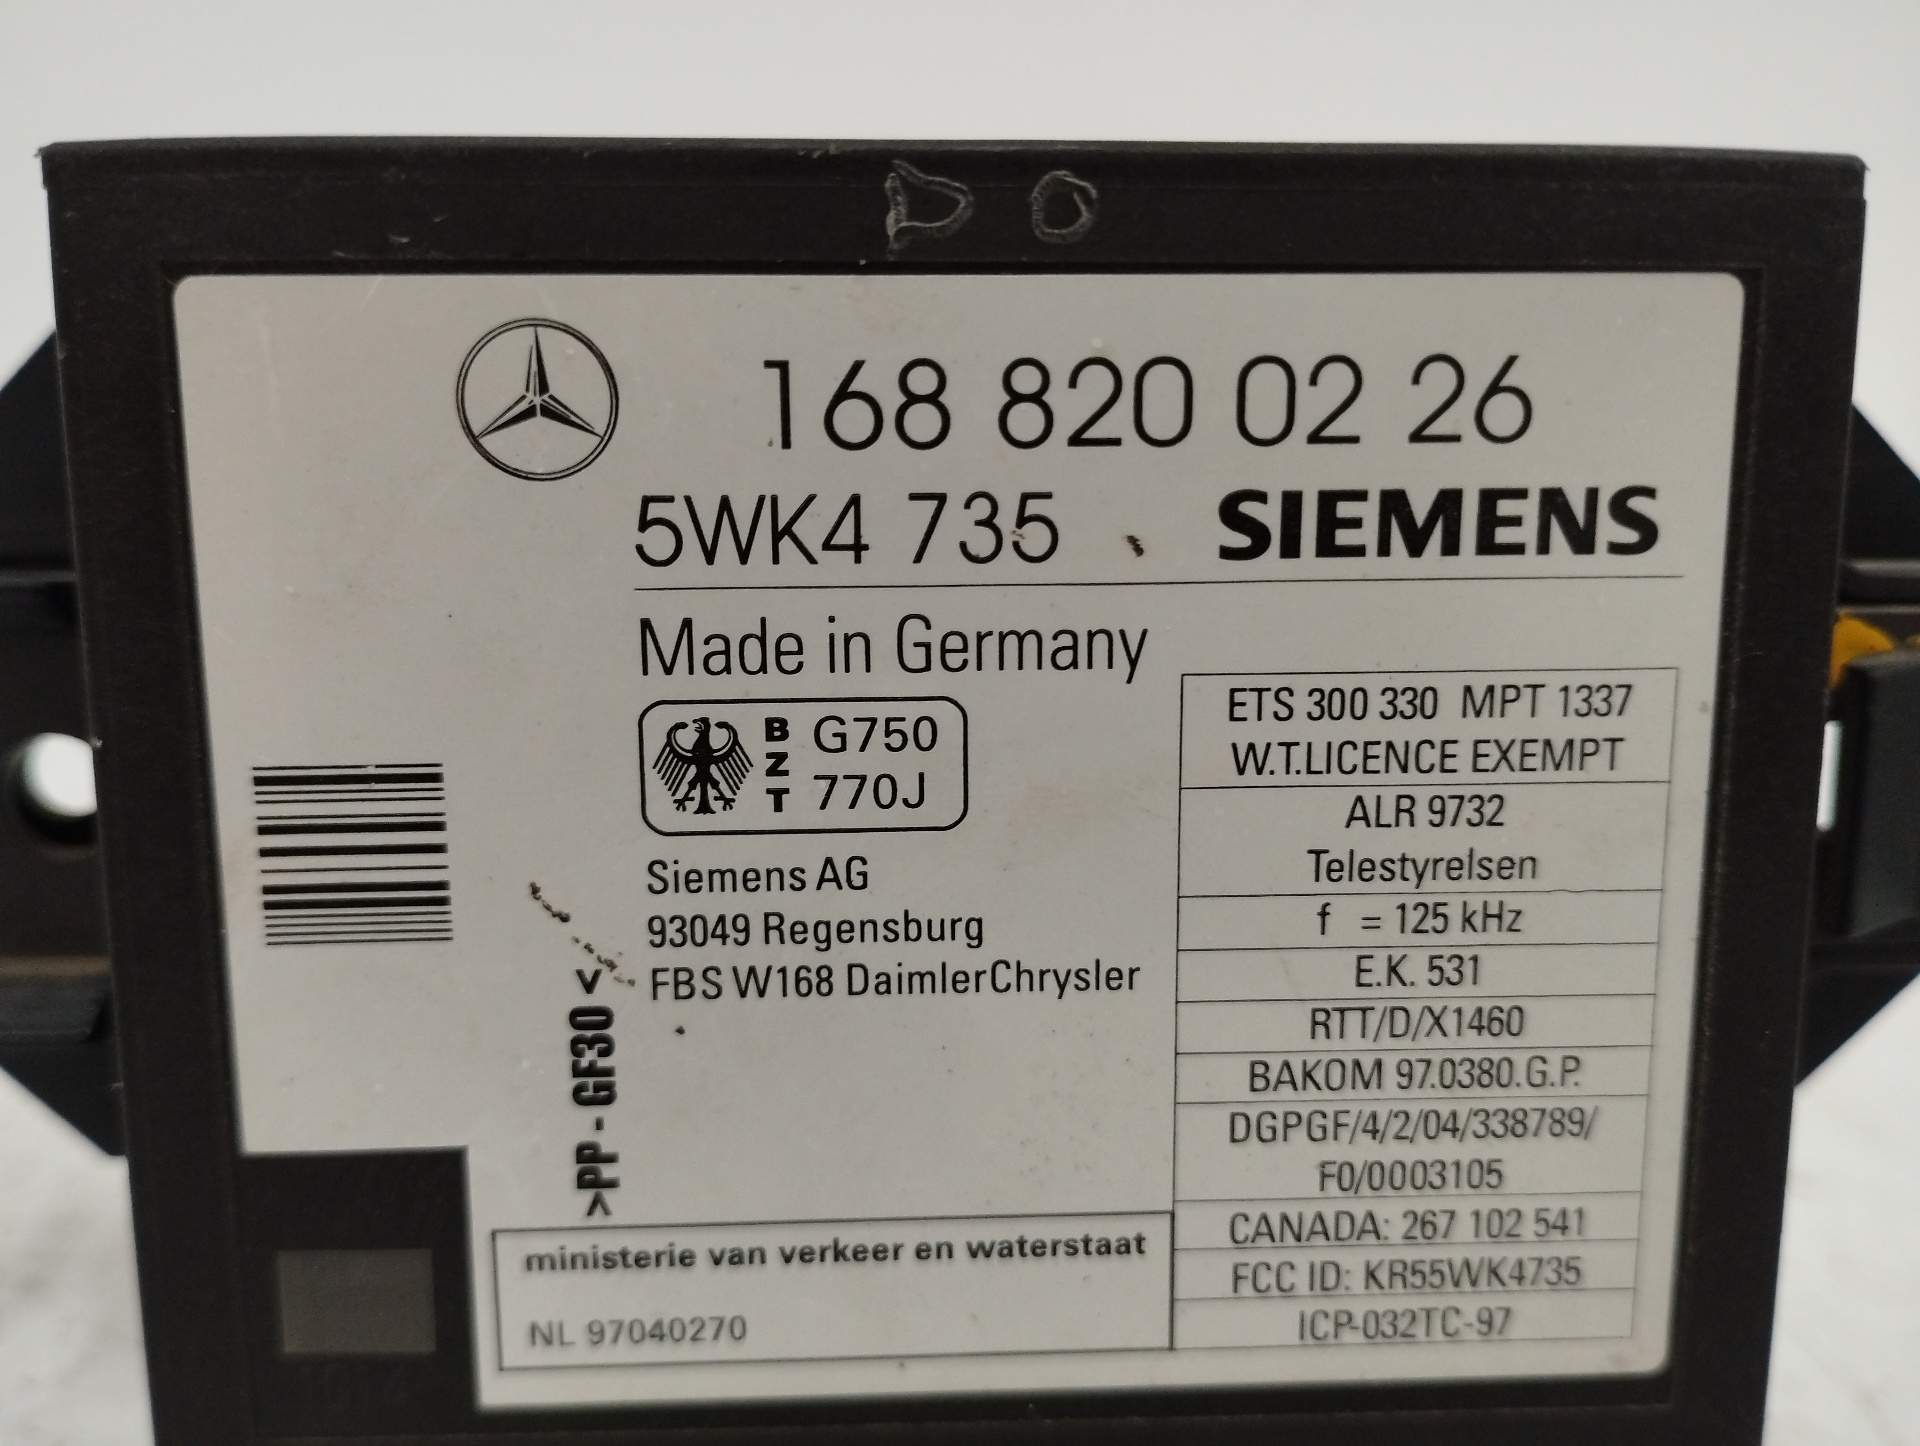 D O
168 820 02 26
5WK4 735 SIEMENS
Made in Germany
BZT G750
770J
Siemens AG
93049 Regensburg
FBS W168 DaimlerChrysler
>PP-GF30<
ETS 300 330 MPT 1337
W.T.LICENCE EXEMPT
ALR 9732
Telestyrelsen
f = 125 kHz
E.K. 531
RTT/D/X1460
BAKOM 97.0380.G.P.
DGPGF/4/2/04/338789/
F0/0003105
CANADA: 267 102 541
FCC ID: KR55WK4735
ICP-032TC-97
ministerie van verkeer en waterstaat
NL 97040270